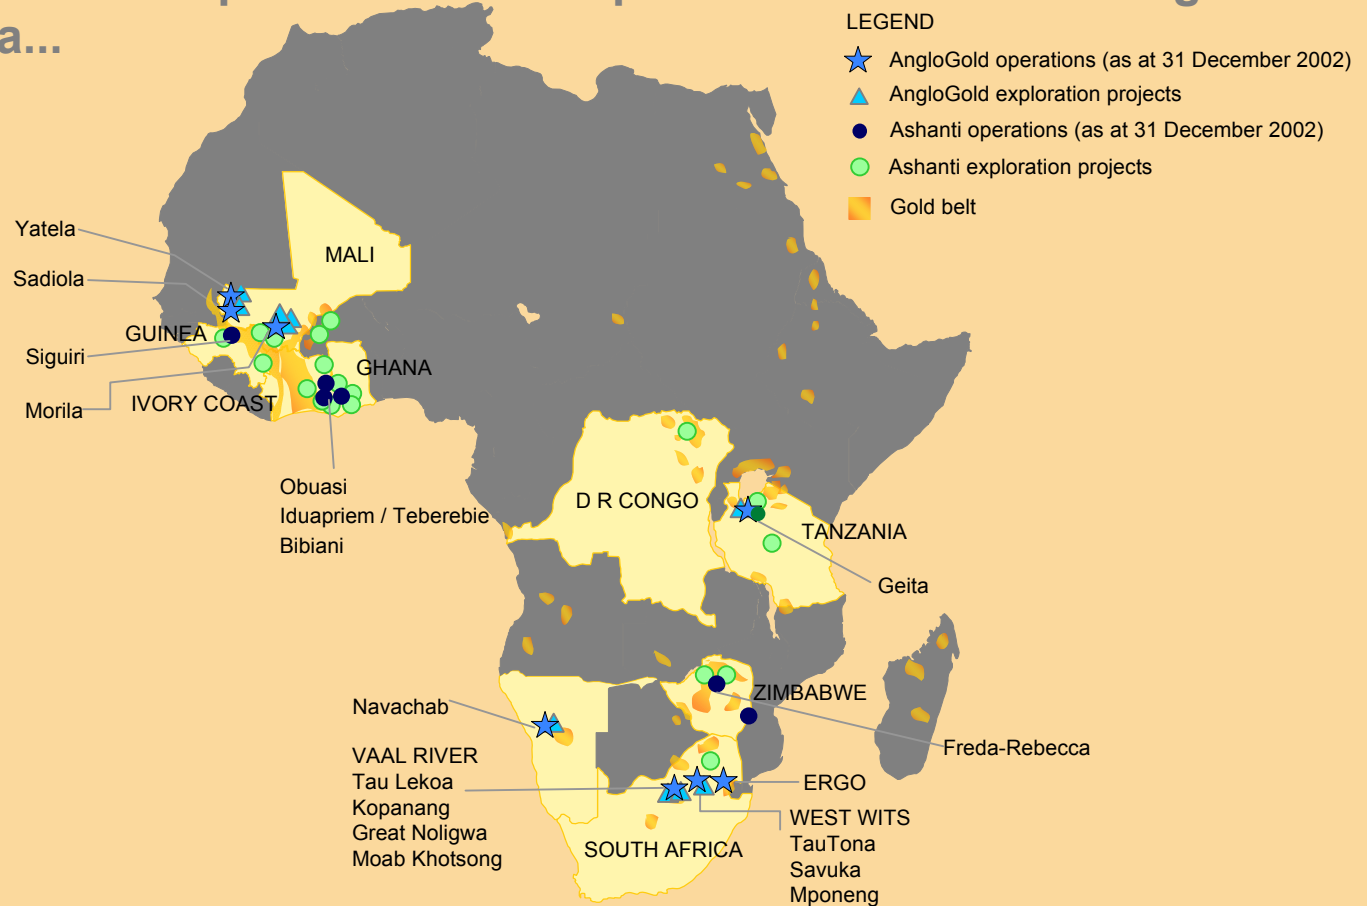 a...
LEGEND
AngloGold operations (as at 31 December 2002)
AngloGold exploration projects
Ashanti operations (as at 31 December 2002)
Ashanti exploration projects
Gold belt
Yatela
Sadiola
MALI
GUINEA
Siguiri
GHANA
Morila
IVORY COAST
Obuasi
Iduapriem / Teberebie
Bibiani
D R CONGO
TANZANIA
Geita
ZIMBABWE
Navachab
Freda-Rebecca
VAAL RIVER
Tau Lekoa
Kopanang
Great Noligwa
Moab Khotsong
ERGO
WEST WITS
TauTona
Savuka
Mponeng
SOUTH AFRICA